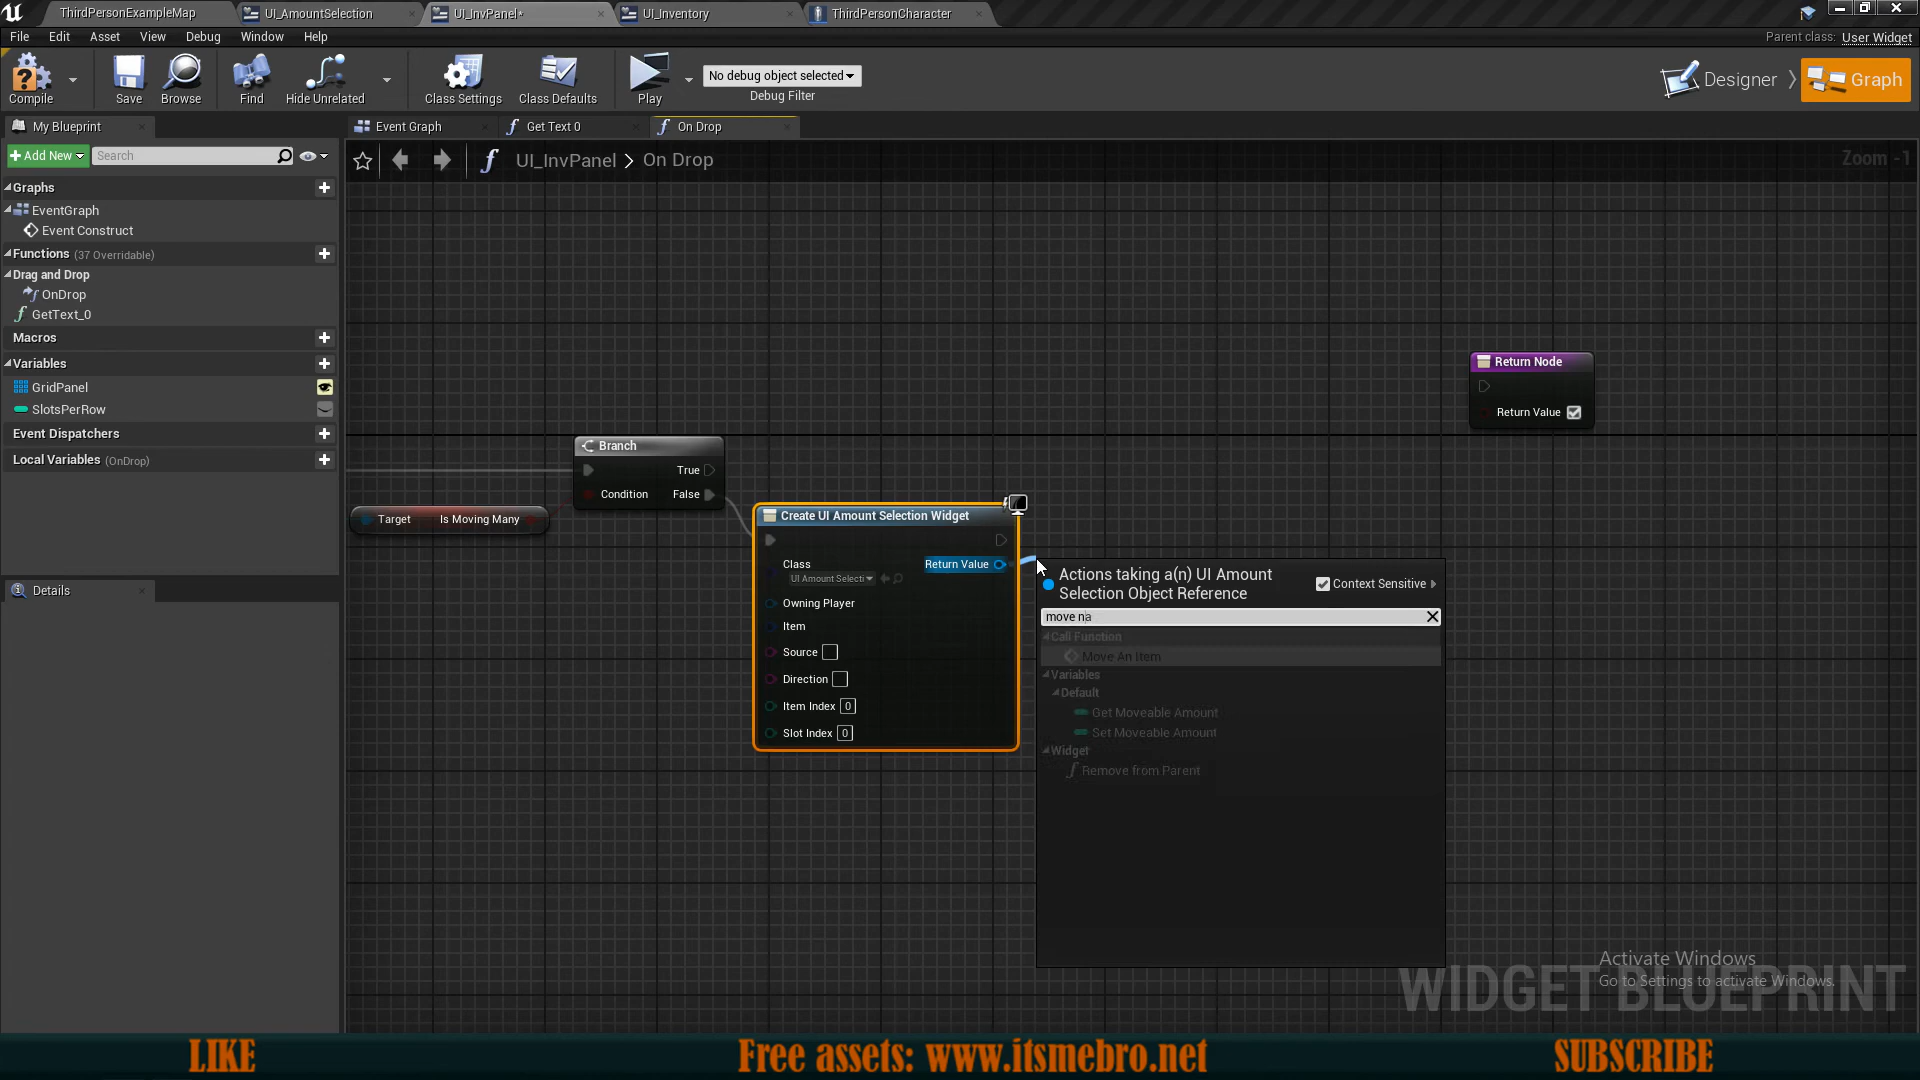 ThirdPersonExampleMap
UI_AmountSelection
UI_InvPanel*
UI_Inventory
ThirdPersonCharacter
File Edit Asset View Debug Window Help
Parent class: User Widget
Compile
Save
Browse
Find
Hide Unrelated
Class Settings
Class Defaults
Play
No debug object selected
Debug Filter
Designer
Graph
My Blueprint
Event Graph
Get Text 0
On Drop
Add New
Search
UI_InvPanel > On Drop
Zoom -1
Graphs
EventGraph
Event Construct
Functions (37 Overridable)
Drag and Drop
OnDrop
GetText_0
Macros
Variables
GridPanel
SlotsPerRow
Event Dispatchers
Local Variables (OnDrop)
Details
Return Node
Return Value
Branch
True
Condition
False
Target
Is Moving Many
Create UI Amount Selection Widget
Class
Return Value
UI Amount Selecti
Owning Player
Item
Source
Direction
Item Index 0
Slot Index 0
Actions taking a(n) UI Amount
Selection Object Reference
Context Sensitive
move na
Call Function
Move An Item
Variables
Default
Get Moveable Amount
Set Moveable Amount
Widget
Remove from Parent
Activate Windows
Go to Settings to activate Windows.
WIDGET BLUEPRINT
LIKE
Free assets: www.itsmebro.net
SUBSCRIBE